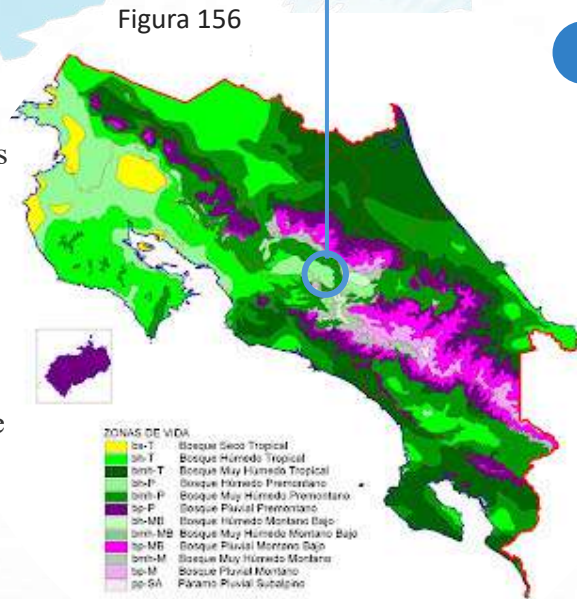 Figura 156
s
e
ZONAS DE VIDA
bs-T Bosque Seco Tropical
bh-T Bosque Húmedo Tropical
bmh-T Bosque Muy Húmedo Tropical
bh-P Bosque Húmedo Premontano
bmh-P Bosque Muy Húmedo Premontano
bp-P Bosque Pluvial Premontano
bh-MB Bosque Húmedo Montano Bajo
bmh-MB Bosque Muy Húmedo Montano Bajo
bp-MB Bosque Pluvial Montano Bajo
bmh-M Bosque Muy Húmedo Montano
bp-M Bosque Pluvial Montano
pp-SA Páramo Pluvial Subalpino